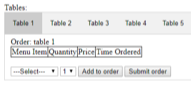 Tables:
Table 1 Table 2 Table 3 Table 4 Table 5
Order: table 1
Menu Item Quantity Price Time Ordered
---Select--- 1 Add to order Submit order